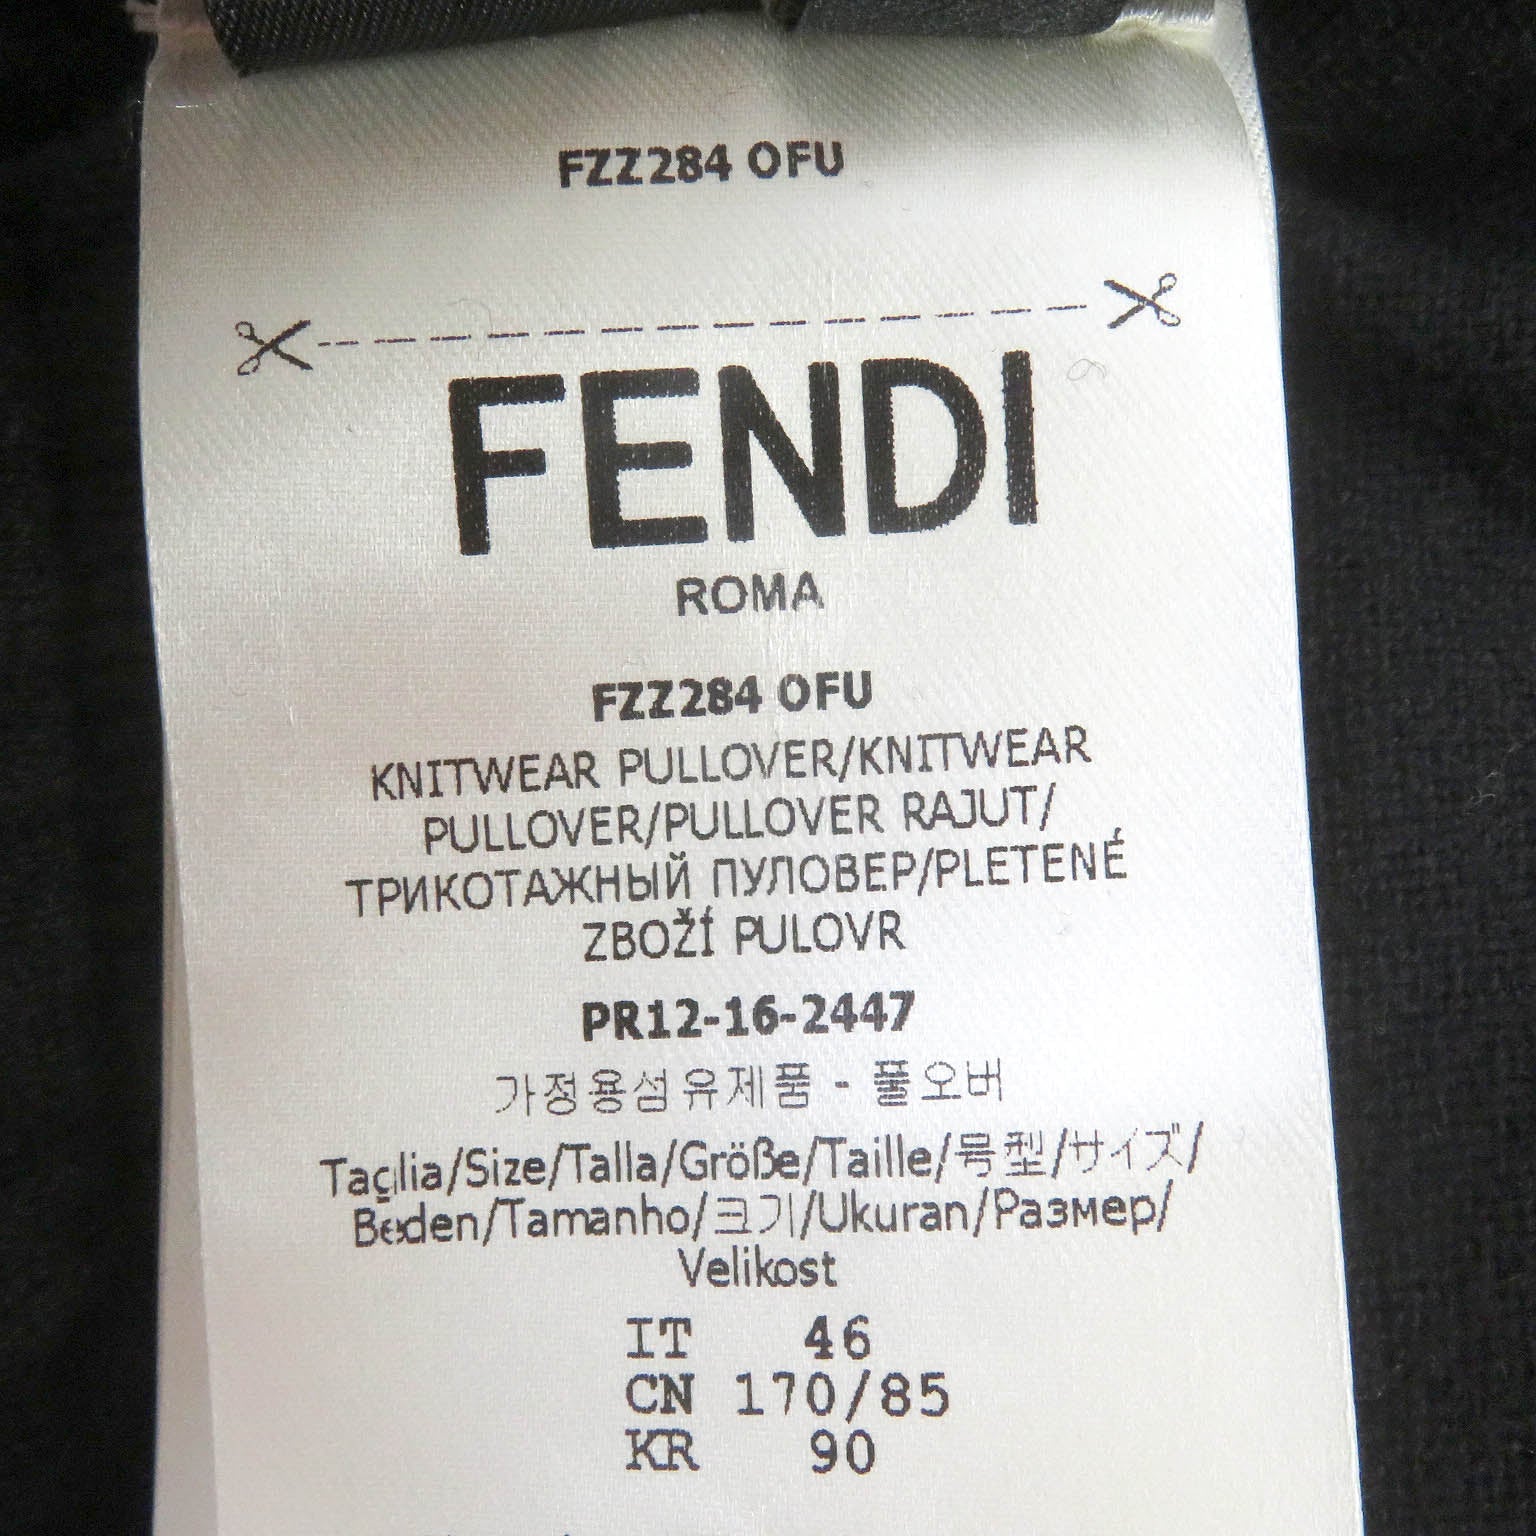 FZZ284 OFU
FENDI
ROMA
FZZ284 OFU
KNITWEAR PULLOVER/KNITWEAR
PULLOVER/PULLOVER RAJUT/
ТРИКОТАЖНЫЙ ПУЛОВЕР/PLETENÉ
ZBOŽÍ PULOVR
PR12-16-2447
가정용섬유제품 - 풀오버
Taglia/Size/Talla/Größe/Taille/号型/サイズ/
Beden/Tamanho/크기/Ukuran/Размер/
Velikost
IT 46
CN 170/85
KR 90